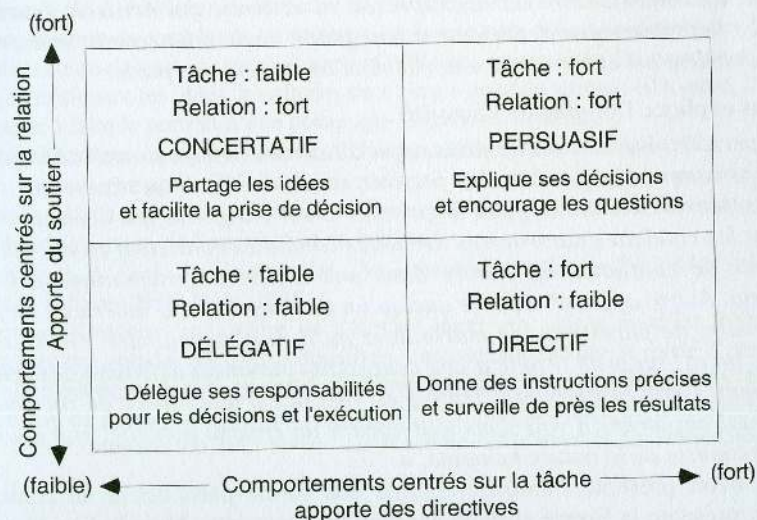 (fort)
Comportements centrés sur la relation
Apporte du soutien
Tâche : faible
Relation : fort
CONCERTATIF
Partage les idées
et facilite la prise de décision
Tâche : fort
Relation : fort
PERSUASIF
Explique ses décisions
et encourage les questions
Tâche : faible
Relation : faible
DÉLÉGATIF
Délègue ses responsabilités
pour les décisions et l'exécution
Tâche : fort
Relation : faible
DIRECTIF
Donne des instructions précises
et surveille de près les résultats
(faible)
Comportements centrés sur la tâche
apporte des directives
(fort)